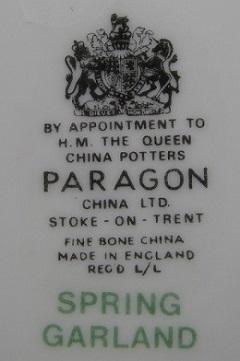 BY APPOINTMENT TO
H.M. THE QUEEN
CHINA POTTERS
PARAGON
CHINA LTD.
STOKE-ON-TRENT
FINE BONE CHINA
MADE IN ENGLAND
REGD L/L
SPRING
GARLAND